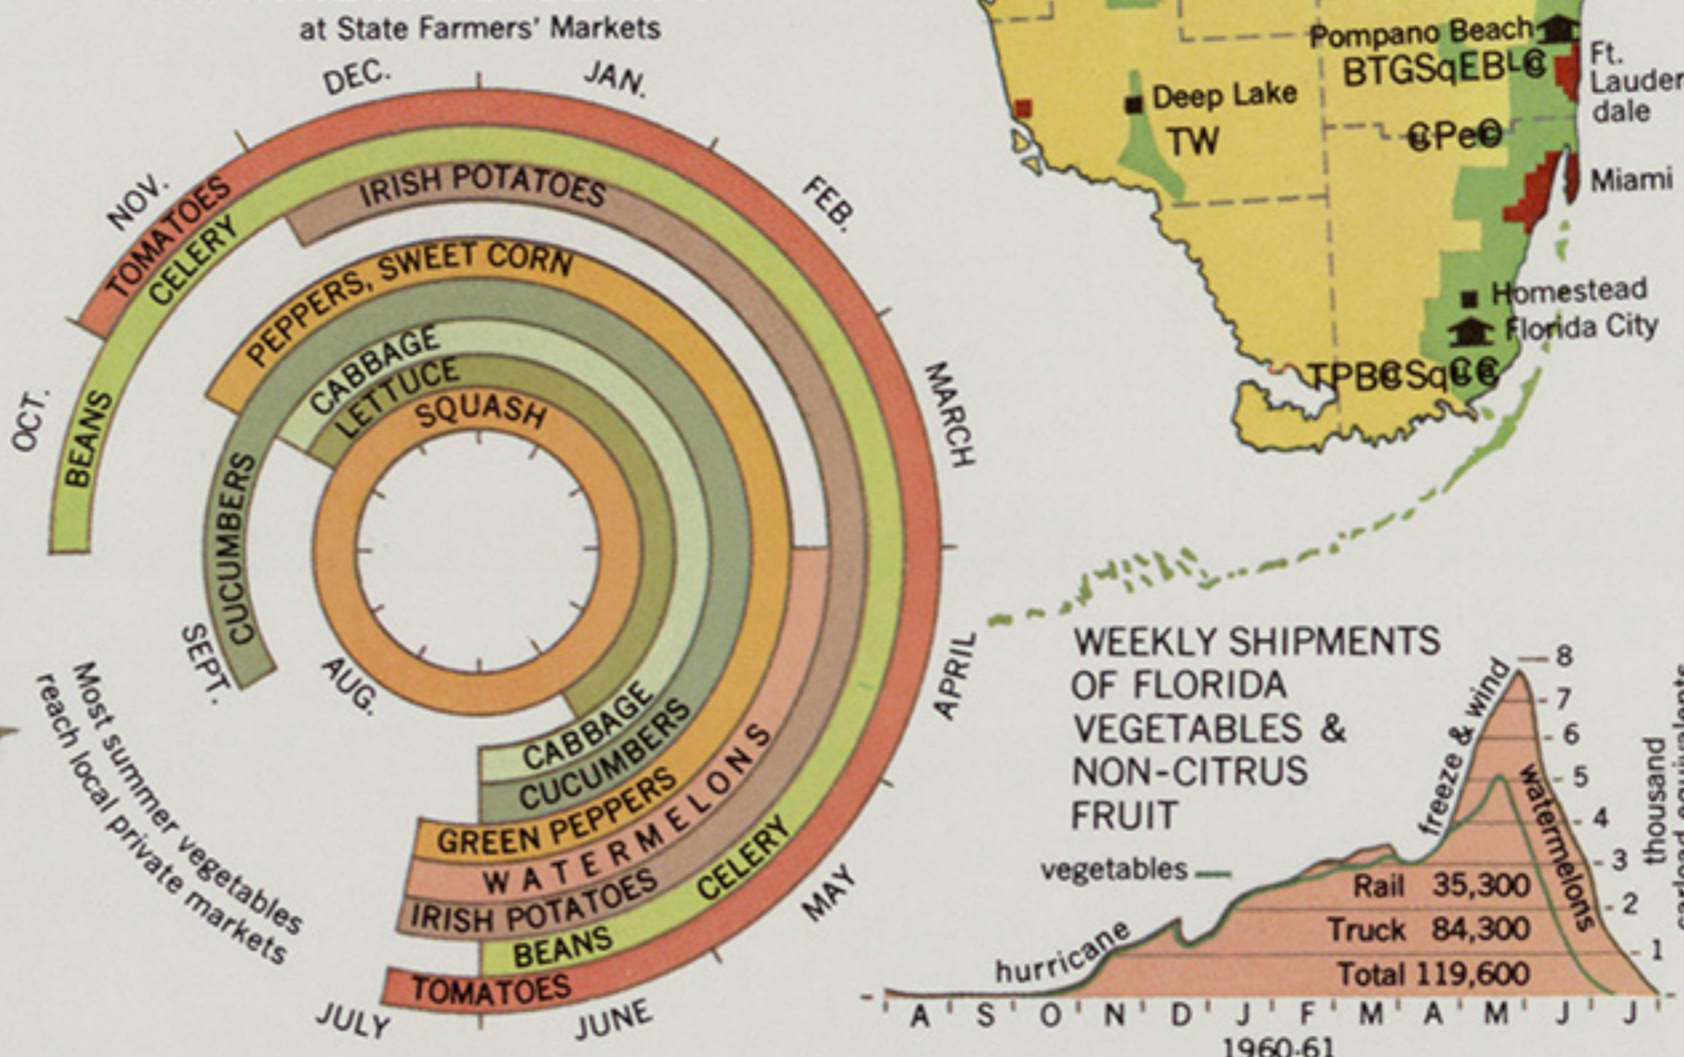 at State Farmers' Markets
DEC.
JAN.
NOV.
FEB.
OCT.
MARCH
SEPT.
AUG.
APRIL
MAY
JULY
JUNE
TOMATOES
CELERY
BEANS
IRISH POTATOES
PEPPERS, SWEET CORN
CUCUMBERS
CABBAGE
LETTUCE
SQUASH
CABBAGE
CUCUMBERS
GREEN PEPPERS
WATERMELONS
IRISH POTATOES
CELERY
BEANS
TOMATOES
Most summer vegetables
reach local private markets
Pompano Beach
BTGSqEBLC
Ft.
Lauder
dale
Deep Lake
TW
CPeC
Miami
Homestead
Florida City
TPBCSq
WEEKLY SHIPMENTS
OF FLORIDA
VEGETABLES &
NON-CITRUS
FRUIT
vegetables
hurricane
freeze & wind
watermelons
Rail 35,300
Truck 84,300
Total 119,600
8
7
6
5
4
3
2
1
thousand
carload equivalents
A S O N D J F M A M J J
1960-61